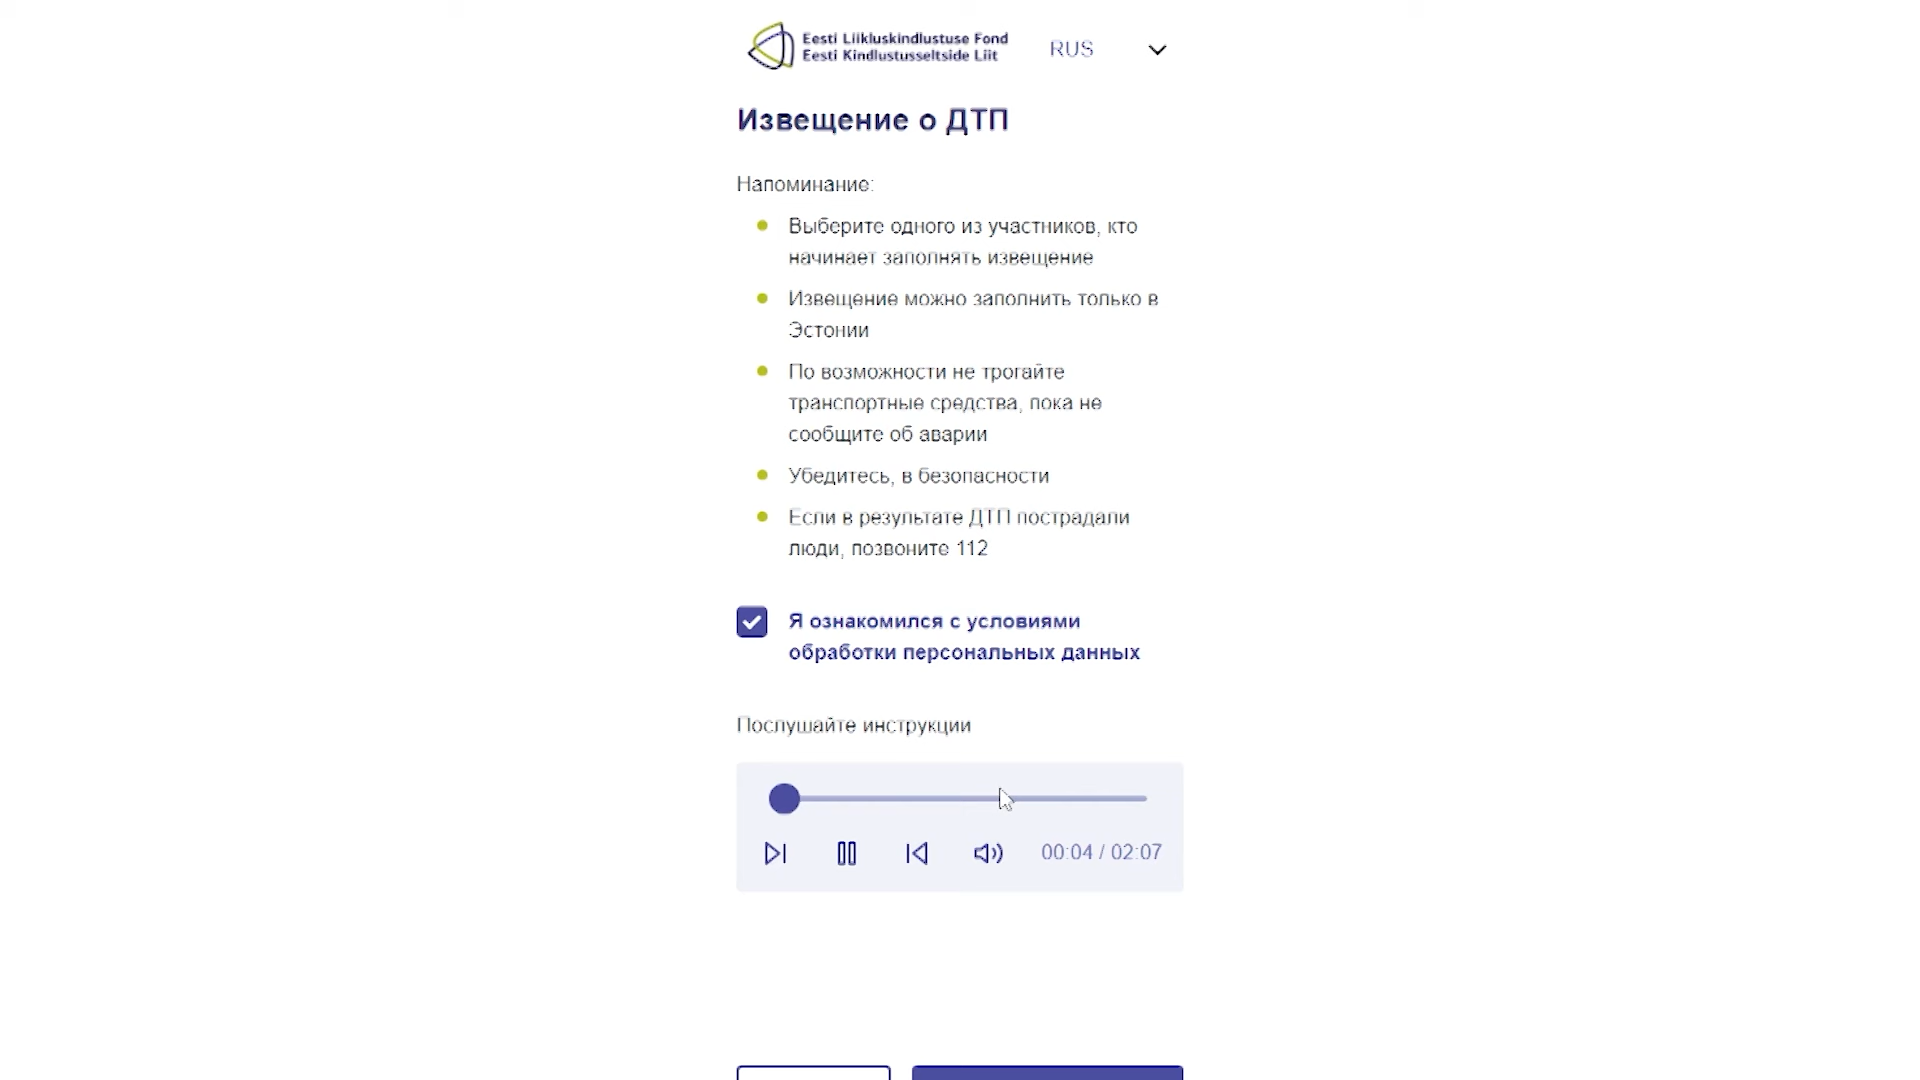 Eesti Liikluskindlustuse Fond
Eesti Kindlustusseltside Liit
RUS
Извещение о ДТП
Напоминание:
Выберите одного из участников, кто
начинает заполнять извещение
Извещение можно заполнить только в
Эстонии
По возможности не трогайте
транспортные средства, пока не
сообщите об аварии
Убедитесь, в безопасности
Если в результате ДТП пострадали
люди, позвоните 112
Я ознакомился с условиями
обработки персональных данных
Послушайте инструкции
00:04 / 02:07